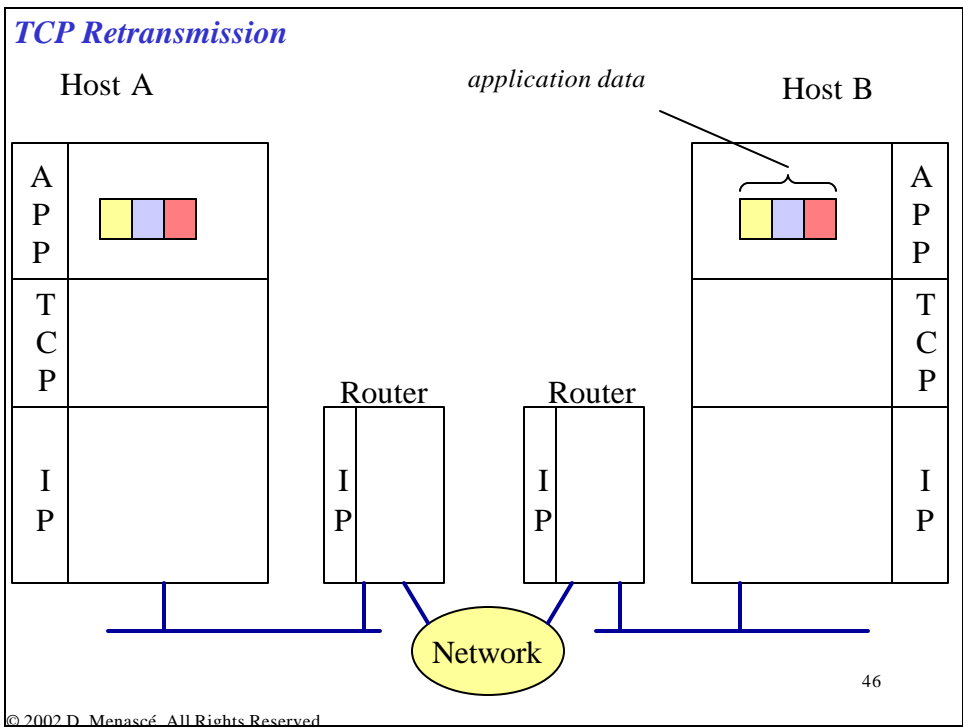 TCP Retransmission
Host A
application data
Host B
A
P
P
A
P
P
T
C
P
T
C
P
Router
Router
I
P
I
P
I
P
I
P
Network
46
© 2002 D. Menascé. All Rights Reserved